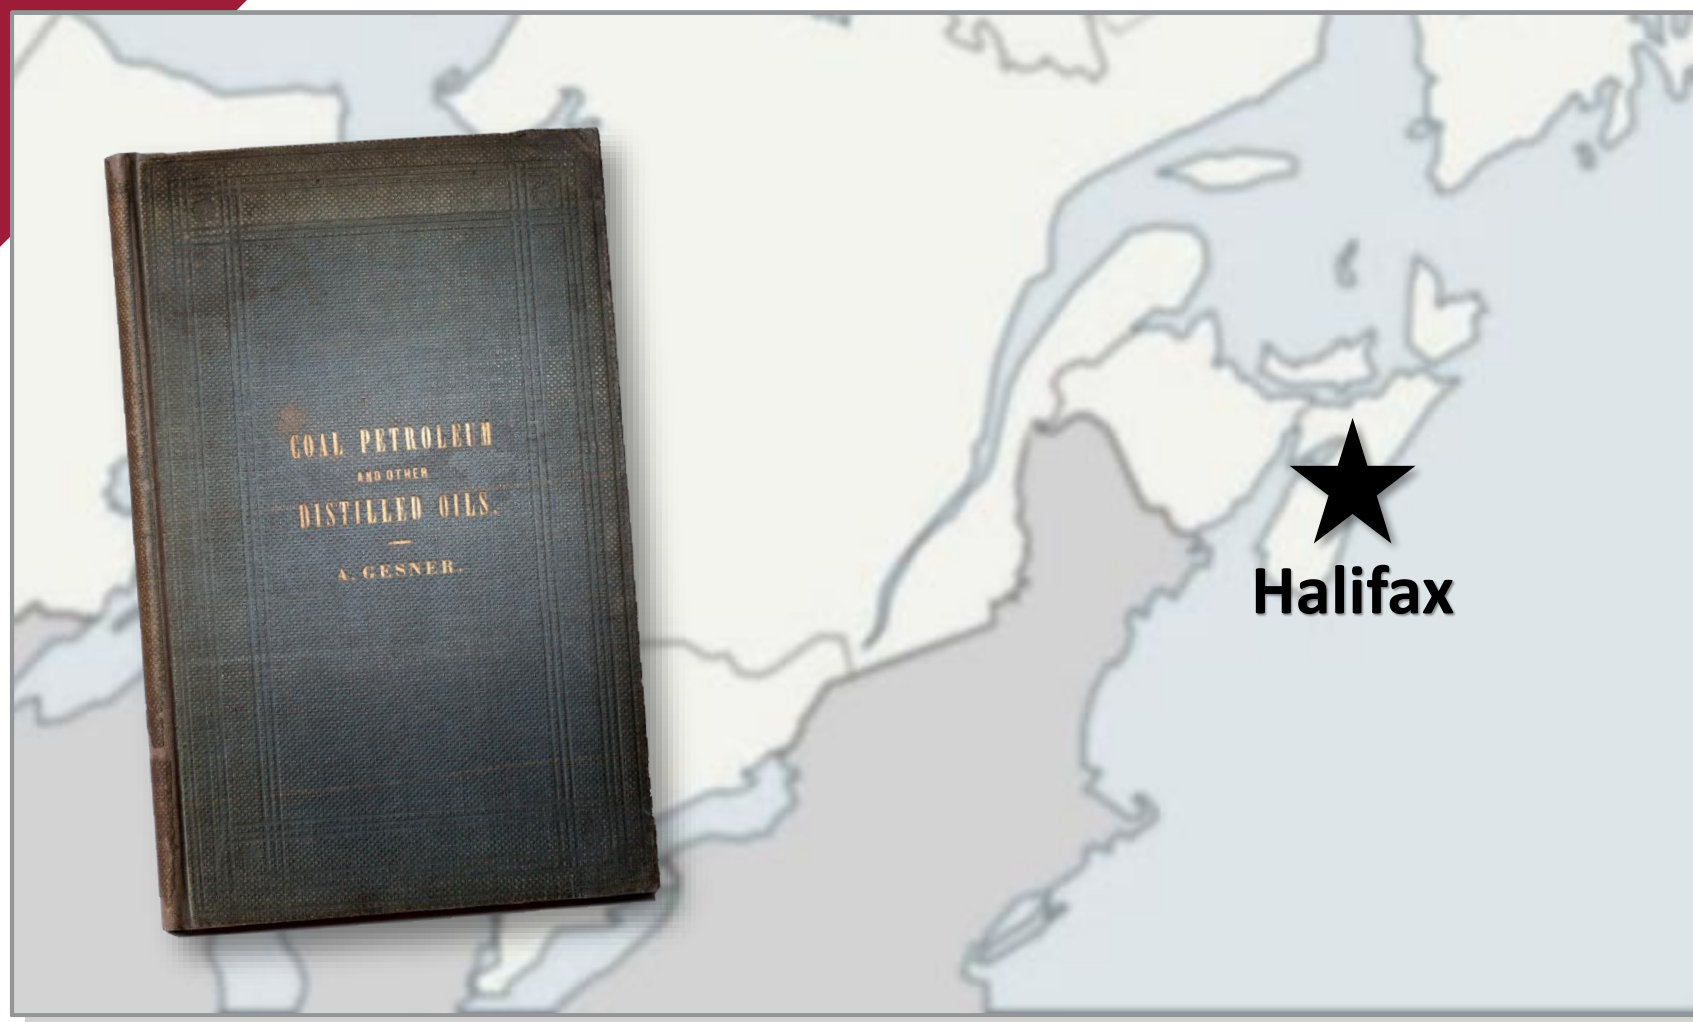 COAL PETROLEUM
AND OTHER
DISTILLED OILS.
A. GESNER.
Halifax